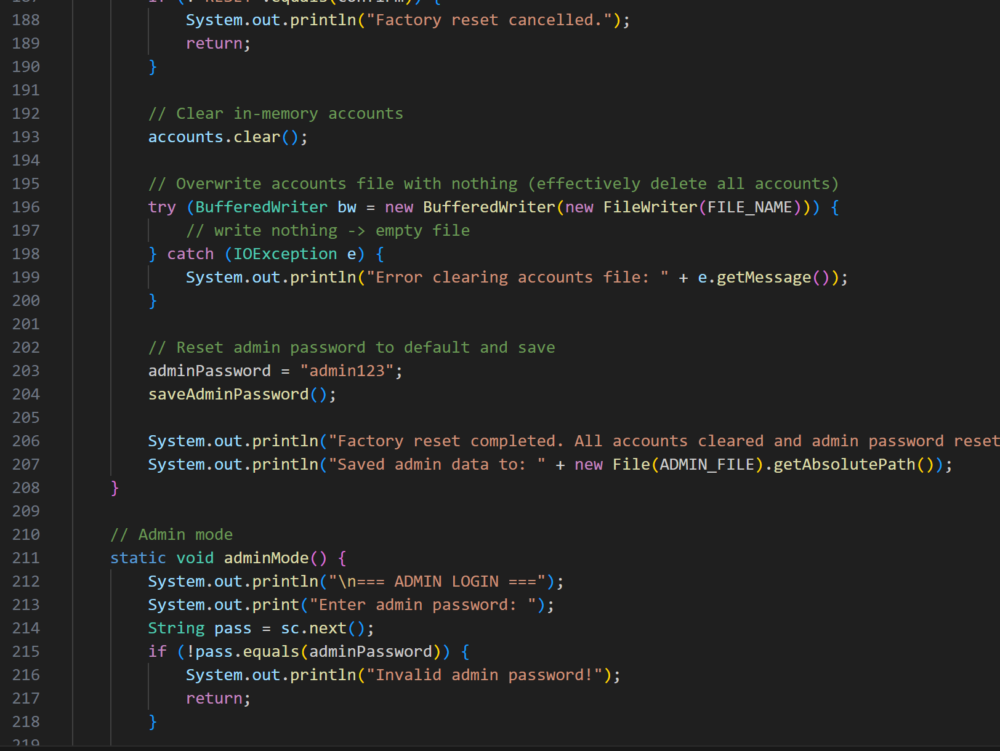 188 System.out.println("Factory reset cancelled.");
189 return;
190 }
191
192 // Clear in-memory accounts
193 accounts.clear();
194
195 // Overwrite accounts file with nothing (effectively delete all accounts)
196 try (BufferedWriter bw = new BufferedWriter(new FileWriter(FILE_NAME))) {
197 // write nothing -> empty file
198 } catch (IOException e) {
199 System.out.println("Error clearing accounts file: " + e.getMessage());
200 }
201
202 // Reset admin password to default and save
203 adminPassword = "admin123";
204 saveAdminPassword();
205
206 System.out.println("Factory reset completed. All accounts cleared and admin password reset
207 System.out.println("Saved admin data to: " + new File(ADMIN_FILE).getAbsolutePath());
208 }
209
210 // Admin mode
211 static void adminMode() {
212 System.out.println("\n=== ADMIN LOGIN ===");
213 System.out.print("Enter admin password: ");
214 String pass = sc.next();
215 if (!pass.equals(adminPassword)) {
216 System.out.println("Invalid admin password!");
217 return;
218 }
219